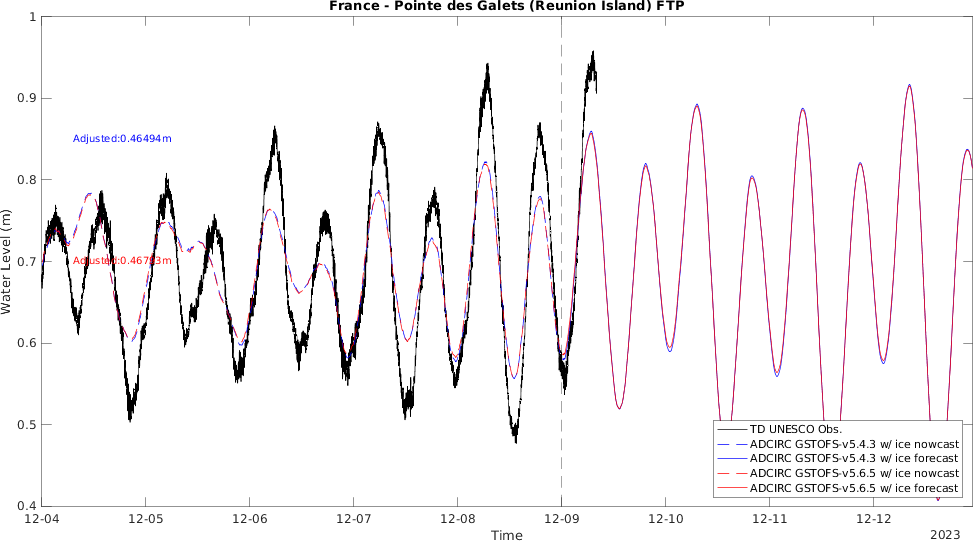 France - Pointe des Galets (Reunion Island) FTP
1
0.9
0.8
0.7
0.6
0.5
0.4
Water Level (m)
Adjusted:0.46494m
12-04
12-05
12-06
12-07
12-08
12-09
12-10
12-11
12-12
Time
2023
TD UNESCO Obs.
ADCIRC GSTOFS-v5.4.3 w/ ice nowcast
ADCIRC GSTOFS-v5.4.3 w/ ice forecast
ADCIRC GSTOFS-v5.6.5 w/ ice nowcast
ADCIRC GSTOFS-v5.6.5 w/ ice forecast